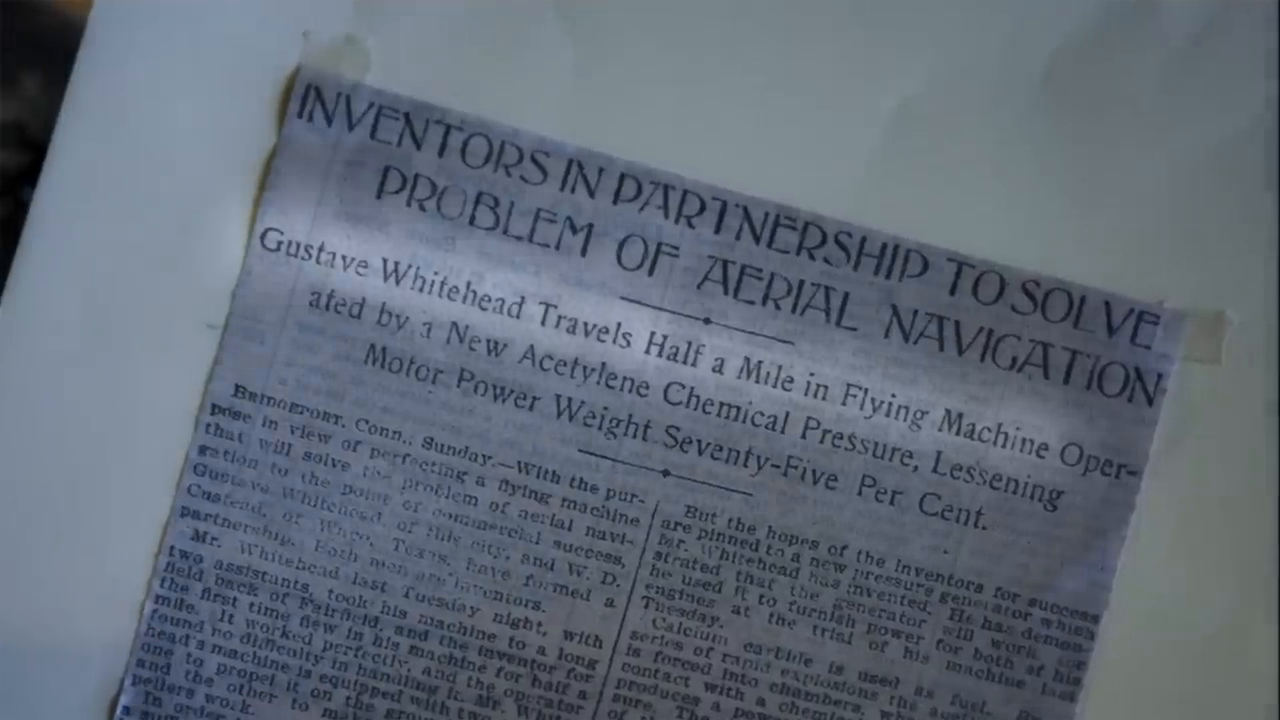 INVENTORS IN PARTNERSHIP TO SOLVE
PROBLEM OF AERIAL NAVIGATION
Gustave Whitehead Travels Half a Mile in Flying Machine Oper-
ated by a New Acetylene Chemical Pressure, Lessening
Motor Power Weight Seventy-Five Per Cent.
BRIDGEPORT, Conn., Sunday.—With the pur-
pose in view of perfecting a flying machine
that will solve the problem of aerial navi-
gation to the point of commercial success,
Gustave Whitehead, of this city, and W. D.
Custead, of Waco, Texas, have formed a
partnership. Both men are inventors.
Mr. Whitehead last Tuesday night, with
two assistants, took his machine to a long
field back of Fairfield, and the inventor for
the first time flew in his machine for half a
mile. It worked perfectly, and the operator
found no difficulty in handling it. Mr. White-
head's machine is equipped with two
one to propel it on the
and the other to make
pellers work.
In order
But the hopes of the inventors for success
are pinned to a new pressure generator which
Mr. Whitehead has invented. He has demon-
strated that the generator will work
he used it to furnish power for both of his
engines at the trial of his machine last
Tuesday.
Calcium carbide is used as fuel.
series of rapid explosions the
is forced into chambers,
contact with a chemical
produces a
sure. The
of the